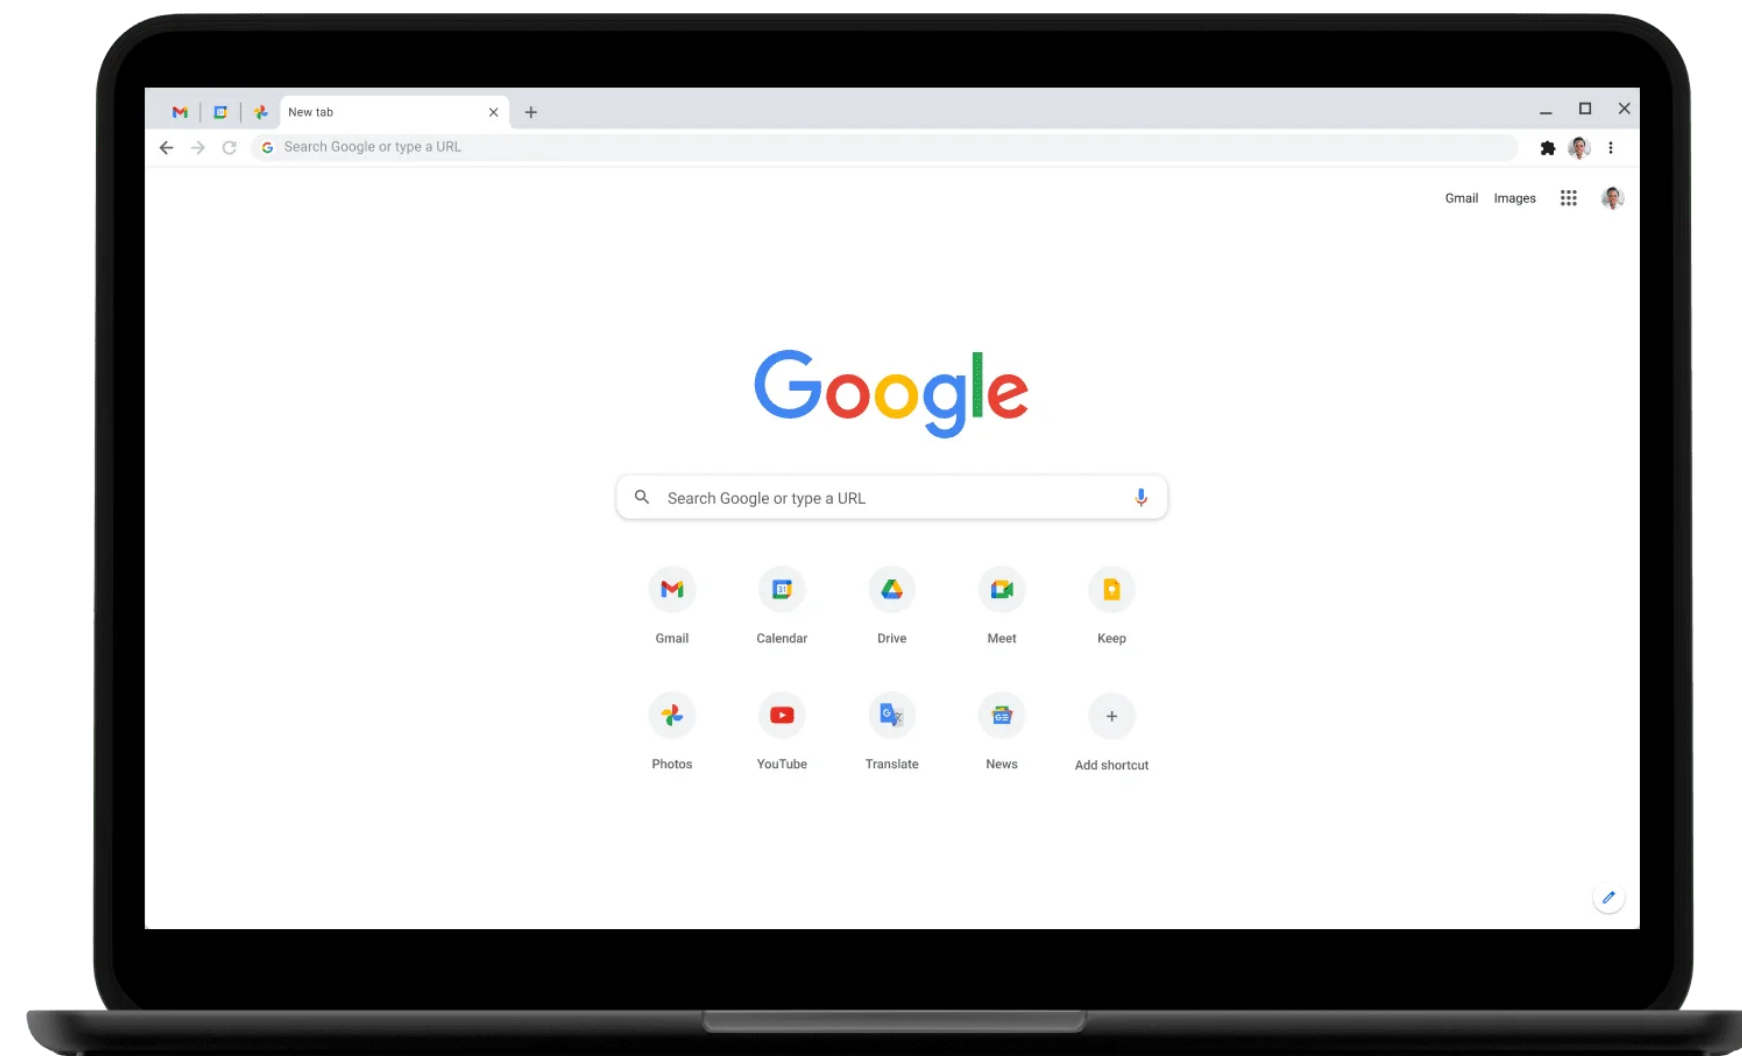 New tab
Search Google or type a URL
Gmail Images
Google
Search Google or type a URL
31
Gmail Calendar Drive Meet Keep
Photos YouTube Translate News Add shortcut